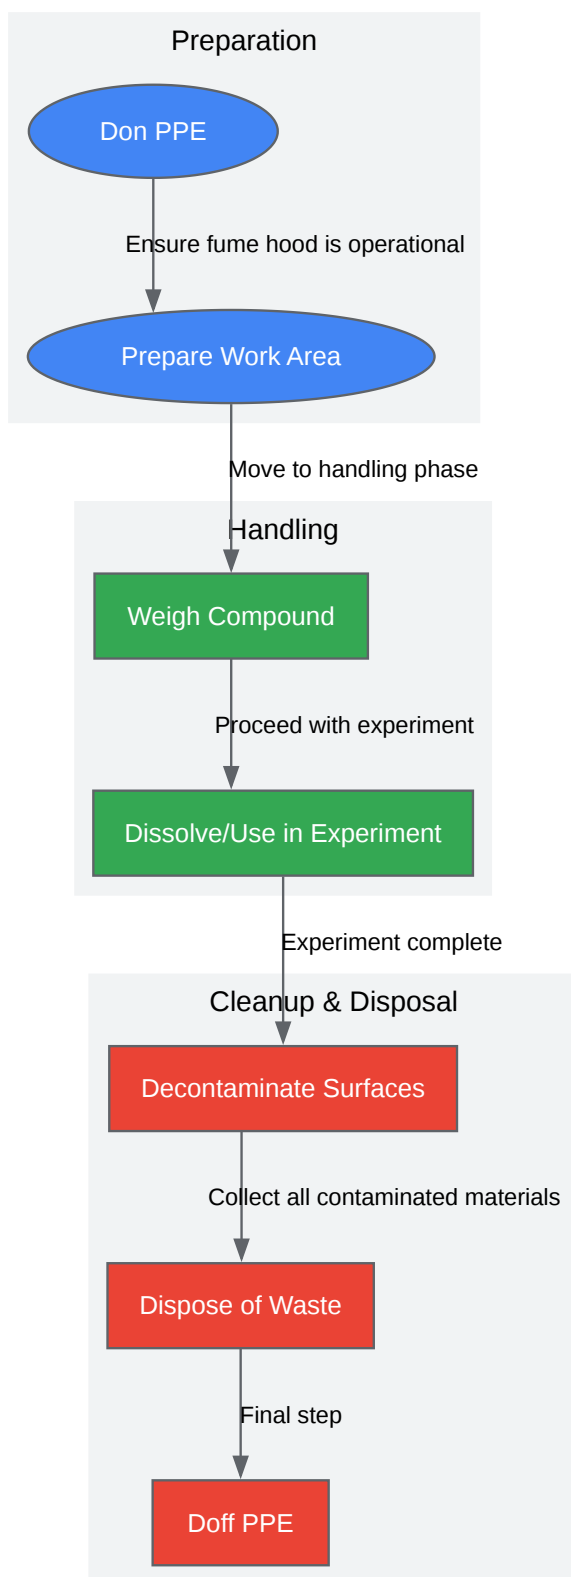 Preparation
Don PPE
Ensure fume hood is operational
Prepare Work Area
Move to handling phase
Handling
Weigh Compound
Proceed with experiment
Dissolve/Use in Experiment
Experiment complete
Cleanup & Disposal
Decontaminate Surfaces
Collect all contaminated materials
Dispose of Waste
Final step
Doff PPE